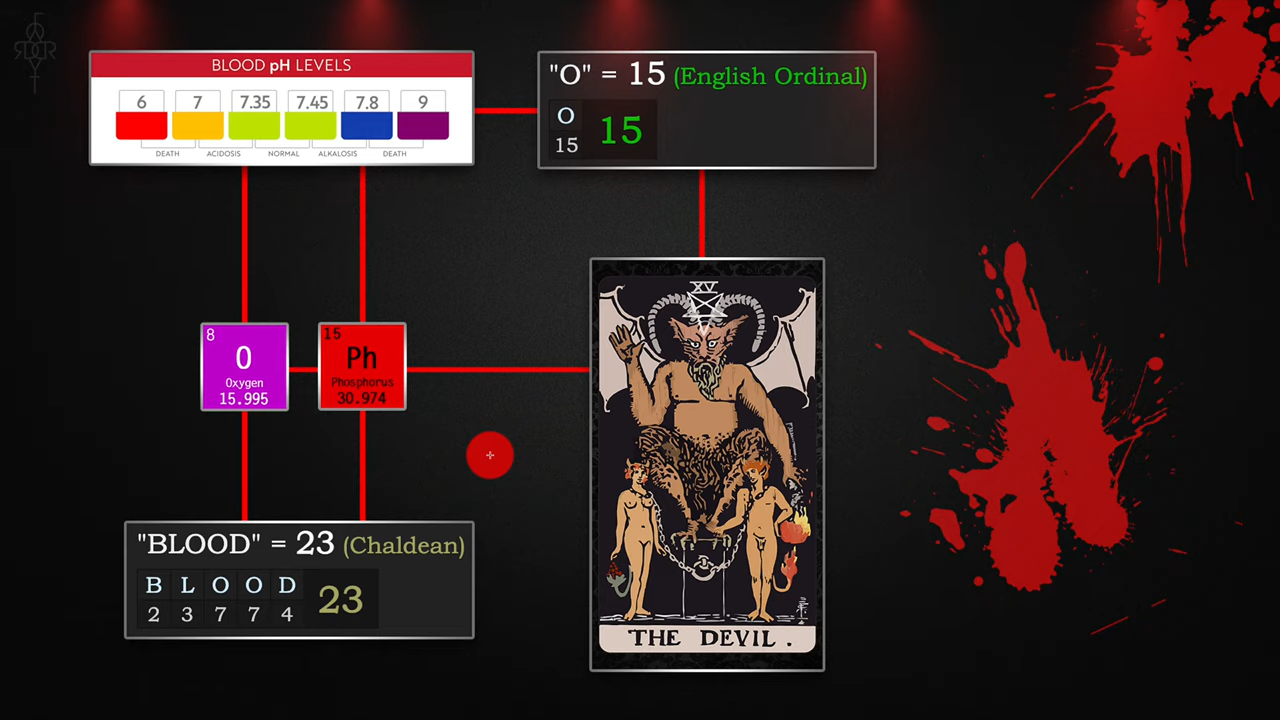 BLOOD pH LEVELS
6 7 7.35 7.45 7.8 9
DEATH ACIDOSIS NORMAL ALKALOSIS DEATH
"O" = 15 (English Ordinal)
O
15
15
8
O
Oxygen
15.995
15
Ph
Phosphorus
30.974
XV
THE DEVIL.
"BLOOD" = 23 (Chaldean)
B L O O D
2 3 7 7 4
23